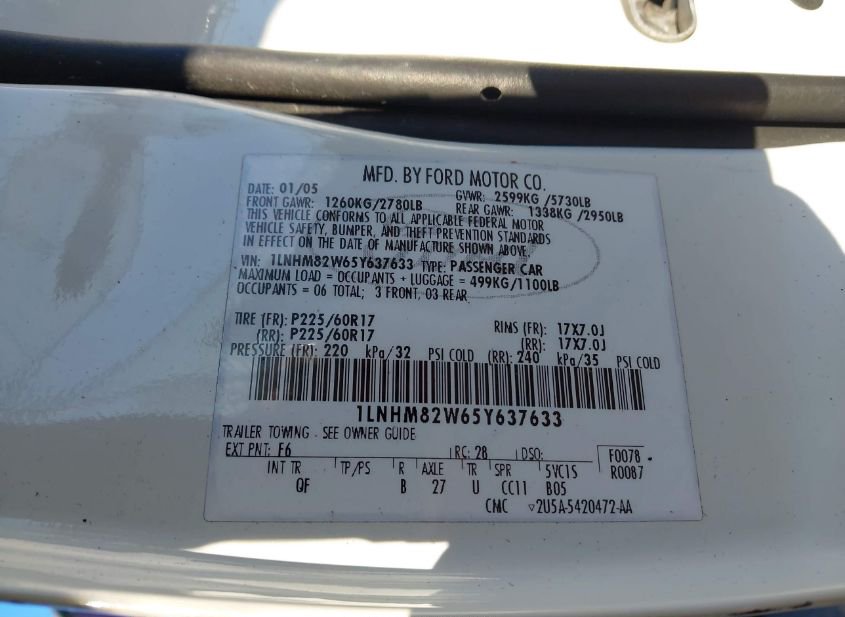 MFD. BY FORD MOTOR CO.
DATE: 01/05 GVWR: 2599KG /5730LB
FRONT GAWR: 1260KG/2780LB REAR GAWR: 1338KG /2950LB
THIS VEHICLE CONFORMS TO ALL APPLICABLE FEDERAL MOTOR
VEHICLE SAFETY, BUMPER, AND THEFT PREVENTION STANDARDS
IN EFFECT ON THE DATE OF MANUFACTURE SHOWN ABOVE.
VIN: 1LNHM82W65Y637633 TYPE: PASSENGER CAR
MAXIMUM LOAD = OCCUPANTS + LUGGAGE = 499KG/1100LB
OCCUPANTS = 06 TOTAL; 3 FRONT, 03 REAR
TIRE (FR): P225/60R17 RIMS (FR): 17X7.0J
(RR): P225/60R17 (RR): 17X7.0J
PRESSURE (FR): 220 kPa/32 PSI COLD (RR): 240 kPa/35 PSI COLD
1LNHM82W65Y637633
TRAILER TOWING - SEE OWNER GUIDE
EXT PNT: F6 RC: 28 DSO: F0078
INT TR TP/PS R AXLE TR SPR 5VC15 R0087
QF B 27 U CC11 B05
CMC ▽2U5A-5420472-AA